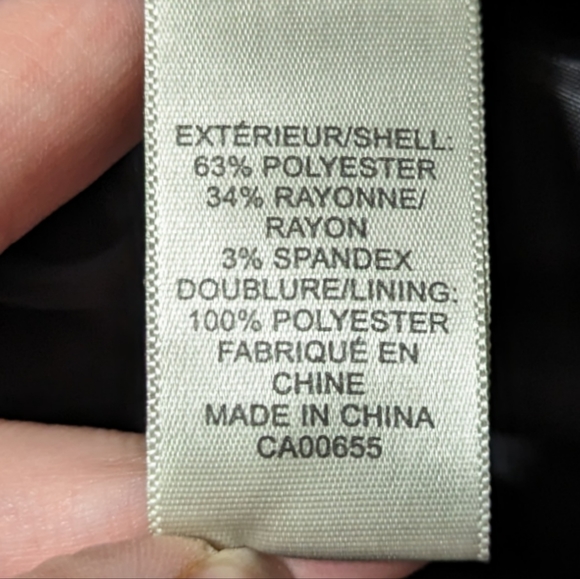 EXTÉRIEUR/SHELL:
63% POLYESTER
34% RAYONNE/
RAYON
3% SPANDEX
DOUBLURE/LINING:
100% POLYESTER
FABRIQUÉ EN
CHINE
MADE IN CHINA
CA00655